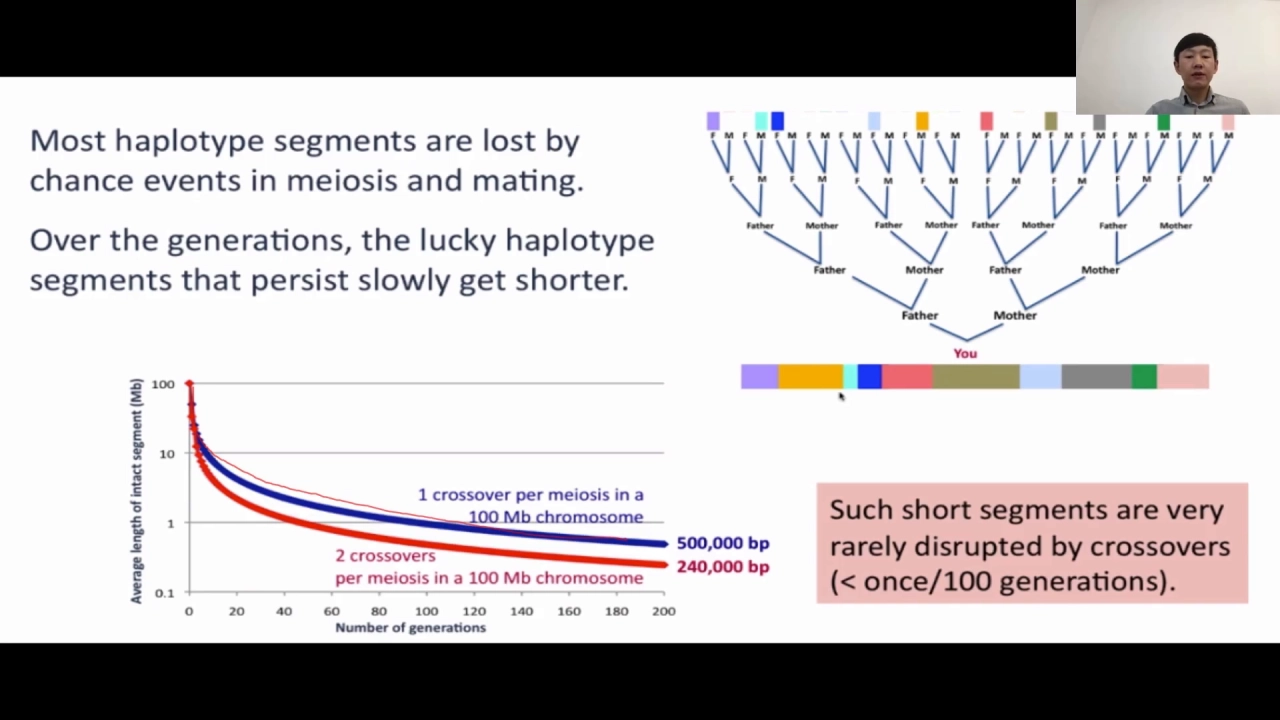 Most haplotype segments are lost by
chance events in meiosis and mating.
Over the generations, the lucky haplotype
segments that persist slowly get shorter.
F M F M F M F M F M F M F M F M F M F M F M F M F M F M F M F M
F M F M F M F M F M F M F M F M
Father Mother Father Mother Father Mother Father Mother
Father Mother Father Mother
Father Mother
You
Average length of intact segment (Mb)
100
10
1
0.1
1 crossover per meiosis in a
100 Mb chromosome
2 crossovers
per meiosis in a 100 Mb chromosome
500,000 bp
240,000 bp
0 20 40 60 80 100 120 140 160 180 200
Number of generations
Such short segments are very
rarely disrupted by crossovers
(< once/100 generations).